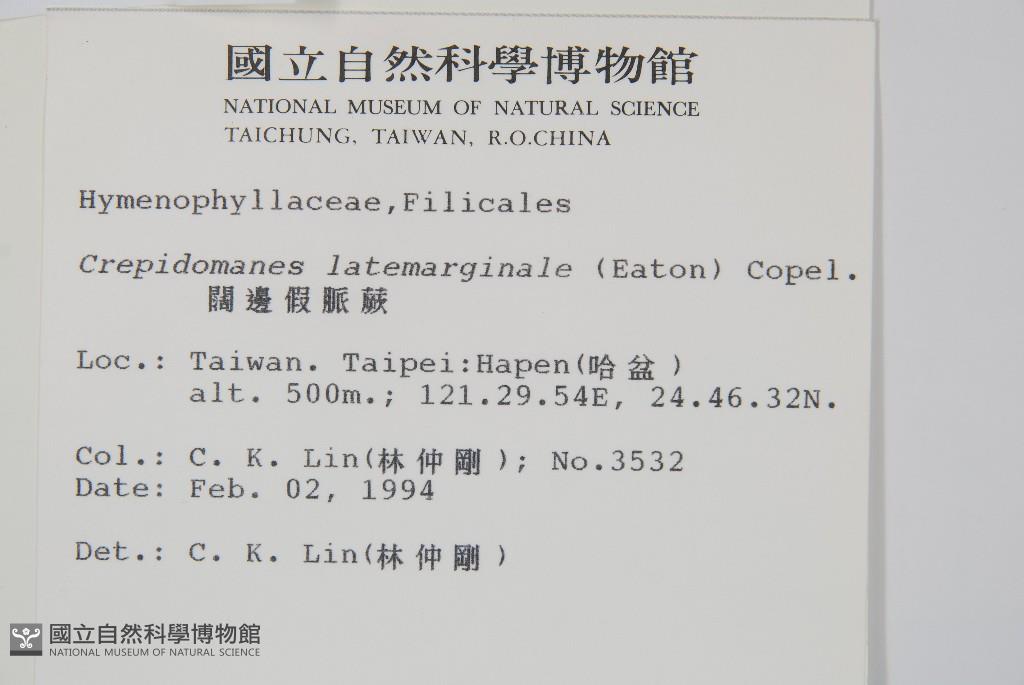 國立自然科學博物館
NATIONAL MUSEUM OF NATURAL SCIENCE
TAICHUNG, TAIWAN, R.O.CHINA
Hymenophyllaceae,Filicales
Crepidomanes latemarginale (Eaton) Copel.
闊邊假脈蕨
Loc.: Taiwan. Taipei:Hapen(哈盆)
alt. 500m.; 121.29.54E, 24.46.32N.
Col.: C. K. Lin(林仲剛); No.3532
Date: Feb. 02, 1994
Det.: C. K. Lin(林仲剛)
國立自然科學博物館
NATIONAL MUSEUM OF NATURAL SCIENCE